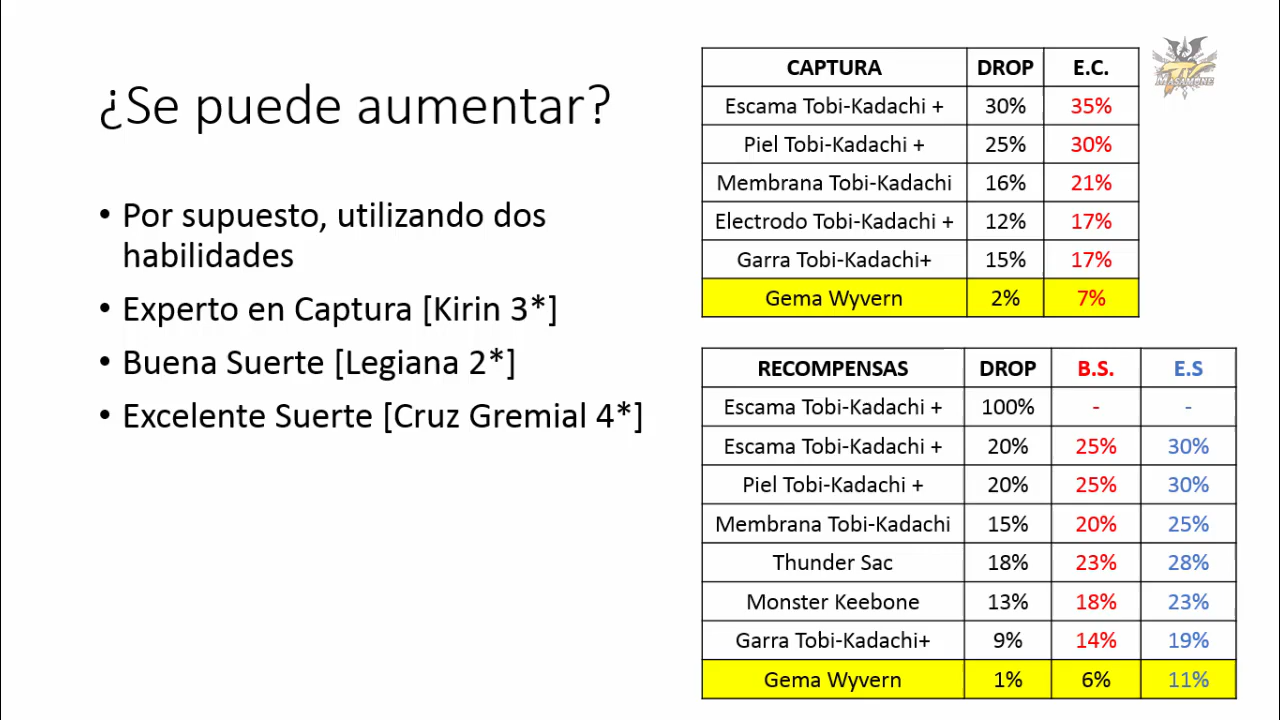 ¿Se puede aumentar?
• Por supuesto, utilizando dos
habilidades
• Experto en Captura [Kirin 3*]
• Buena Suerte [Legiana 2*]
• Excelente Suerte [Cruz Gremial 4*]
CAPTURA DROP E.C.
Escama Tobi-Kadachi + 30% 35%
Piel Tobi-Kadachi + 25% 30%
Membrana Tobi-Kadachi 16% 21%
Electrodo Tobi-Kadachi + 12% 17%
Garra Tobi-Kadachi+ 15% 17%
Gema Wyvern 2% 7%
RECOMPENSAS DROP B.S. E.S
Escama Tobi-Kadachi + 100% - -
Escama Tobi-Kadachi + 20% 25% 30%
Piel Tobi-Kadachi + 20% 25% 30%
Membrana Tobi-Kadachi 15% 20% 25%
Thunder Sac 18% 23% 28%
Monster Keebone 13% 18% 23%
Garra Tobi-Kadachi+ 9% 14% 19%
Gema Wyvern 1% 6% 11%